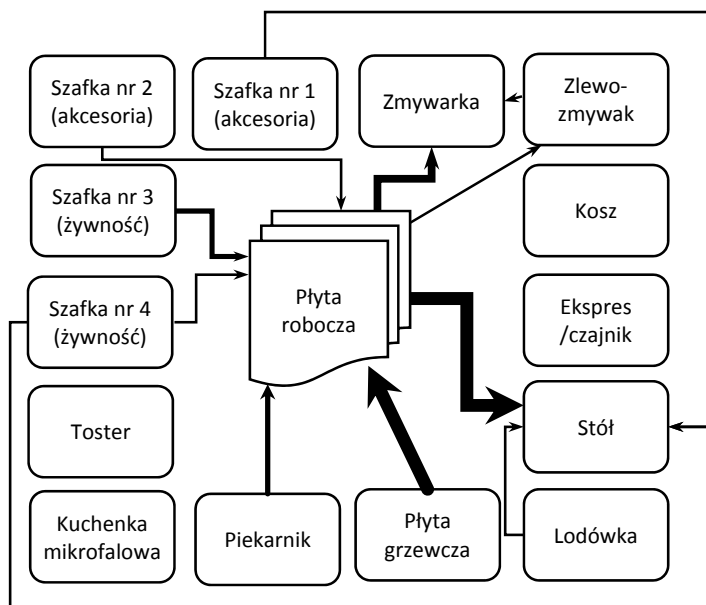 Szafka nr 2
(akcesoria)
Szafka nr 1
(akcesoria)
Zmywarka
Zlewo-
zmywak
Szafka nr 3
(żywność)
Kosz
Szafka nr 4
(żywność)
Płyta
robocza
Ekspres
/czajnik
Toster
Stół
Kuchenka
mikrofalowa
Piekarnik
Płyta
grzewcza
Lodówka